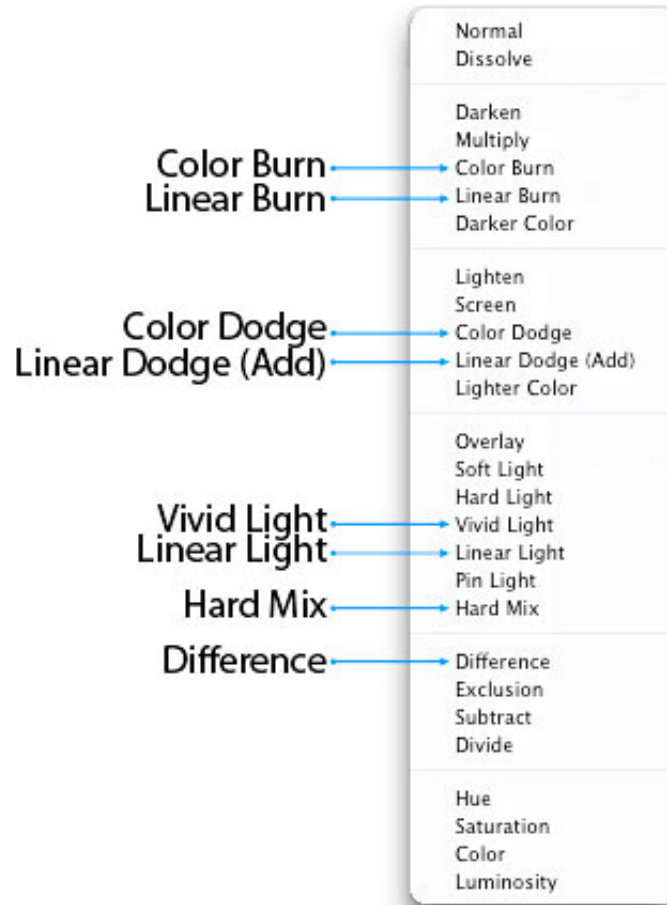 Normal
Dissolve
Darken
Multiply
Color Burn Color Burn
Linear Burn Linear Burn
Darker Color
Lighten
Screen
Color Dodge Color Dodge
Linear Dodge (Add) Linear Dodge (Add)
Lighter Color
Overlay
Soft Light
Hard Light
Vivid Light Vivid Light
Linear Light Linear Light
Pin Light
Hard Mix Hard Mix
Difference Difference
Exclusion
Subtract
Divide
Hue
Saturation
Color
Luminosity